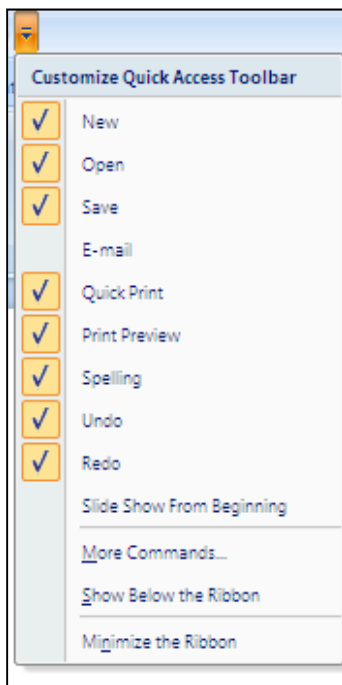 Customize Quick Access Toolbar
New
Open
Save
E-mail
Quick Print
Print Preview
Spelling
Undo
Redo
Slide Show From Beginning
More Commands...
Show Below the Ribbon
Minimize the Ribbon